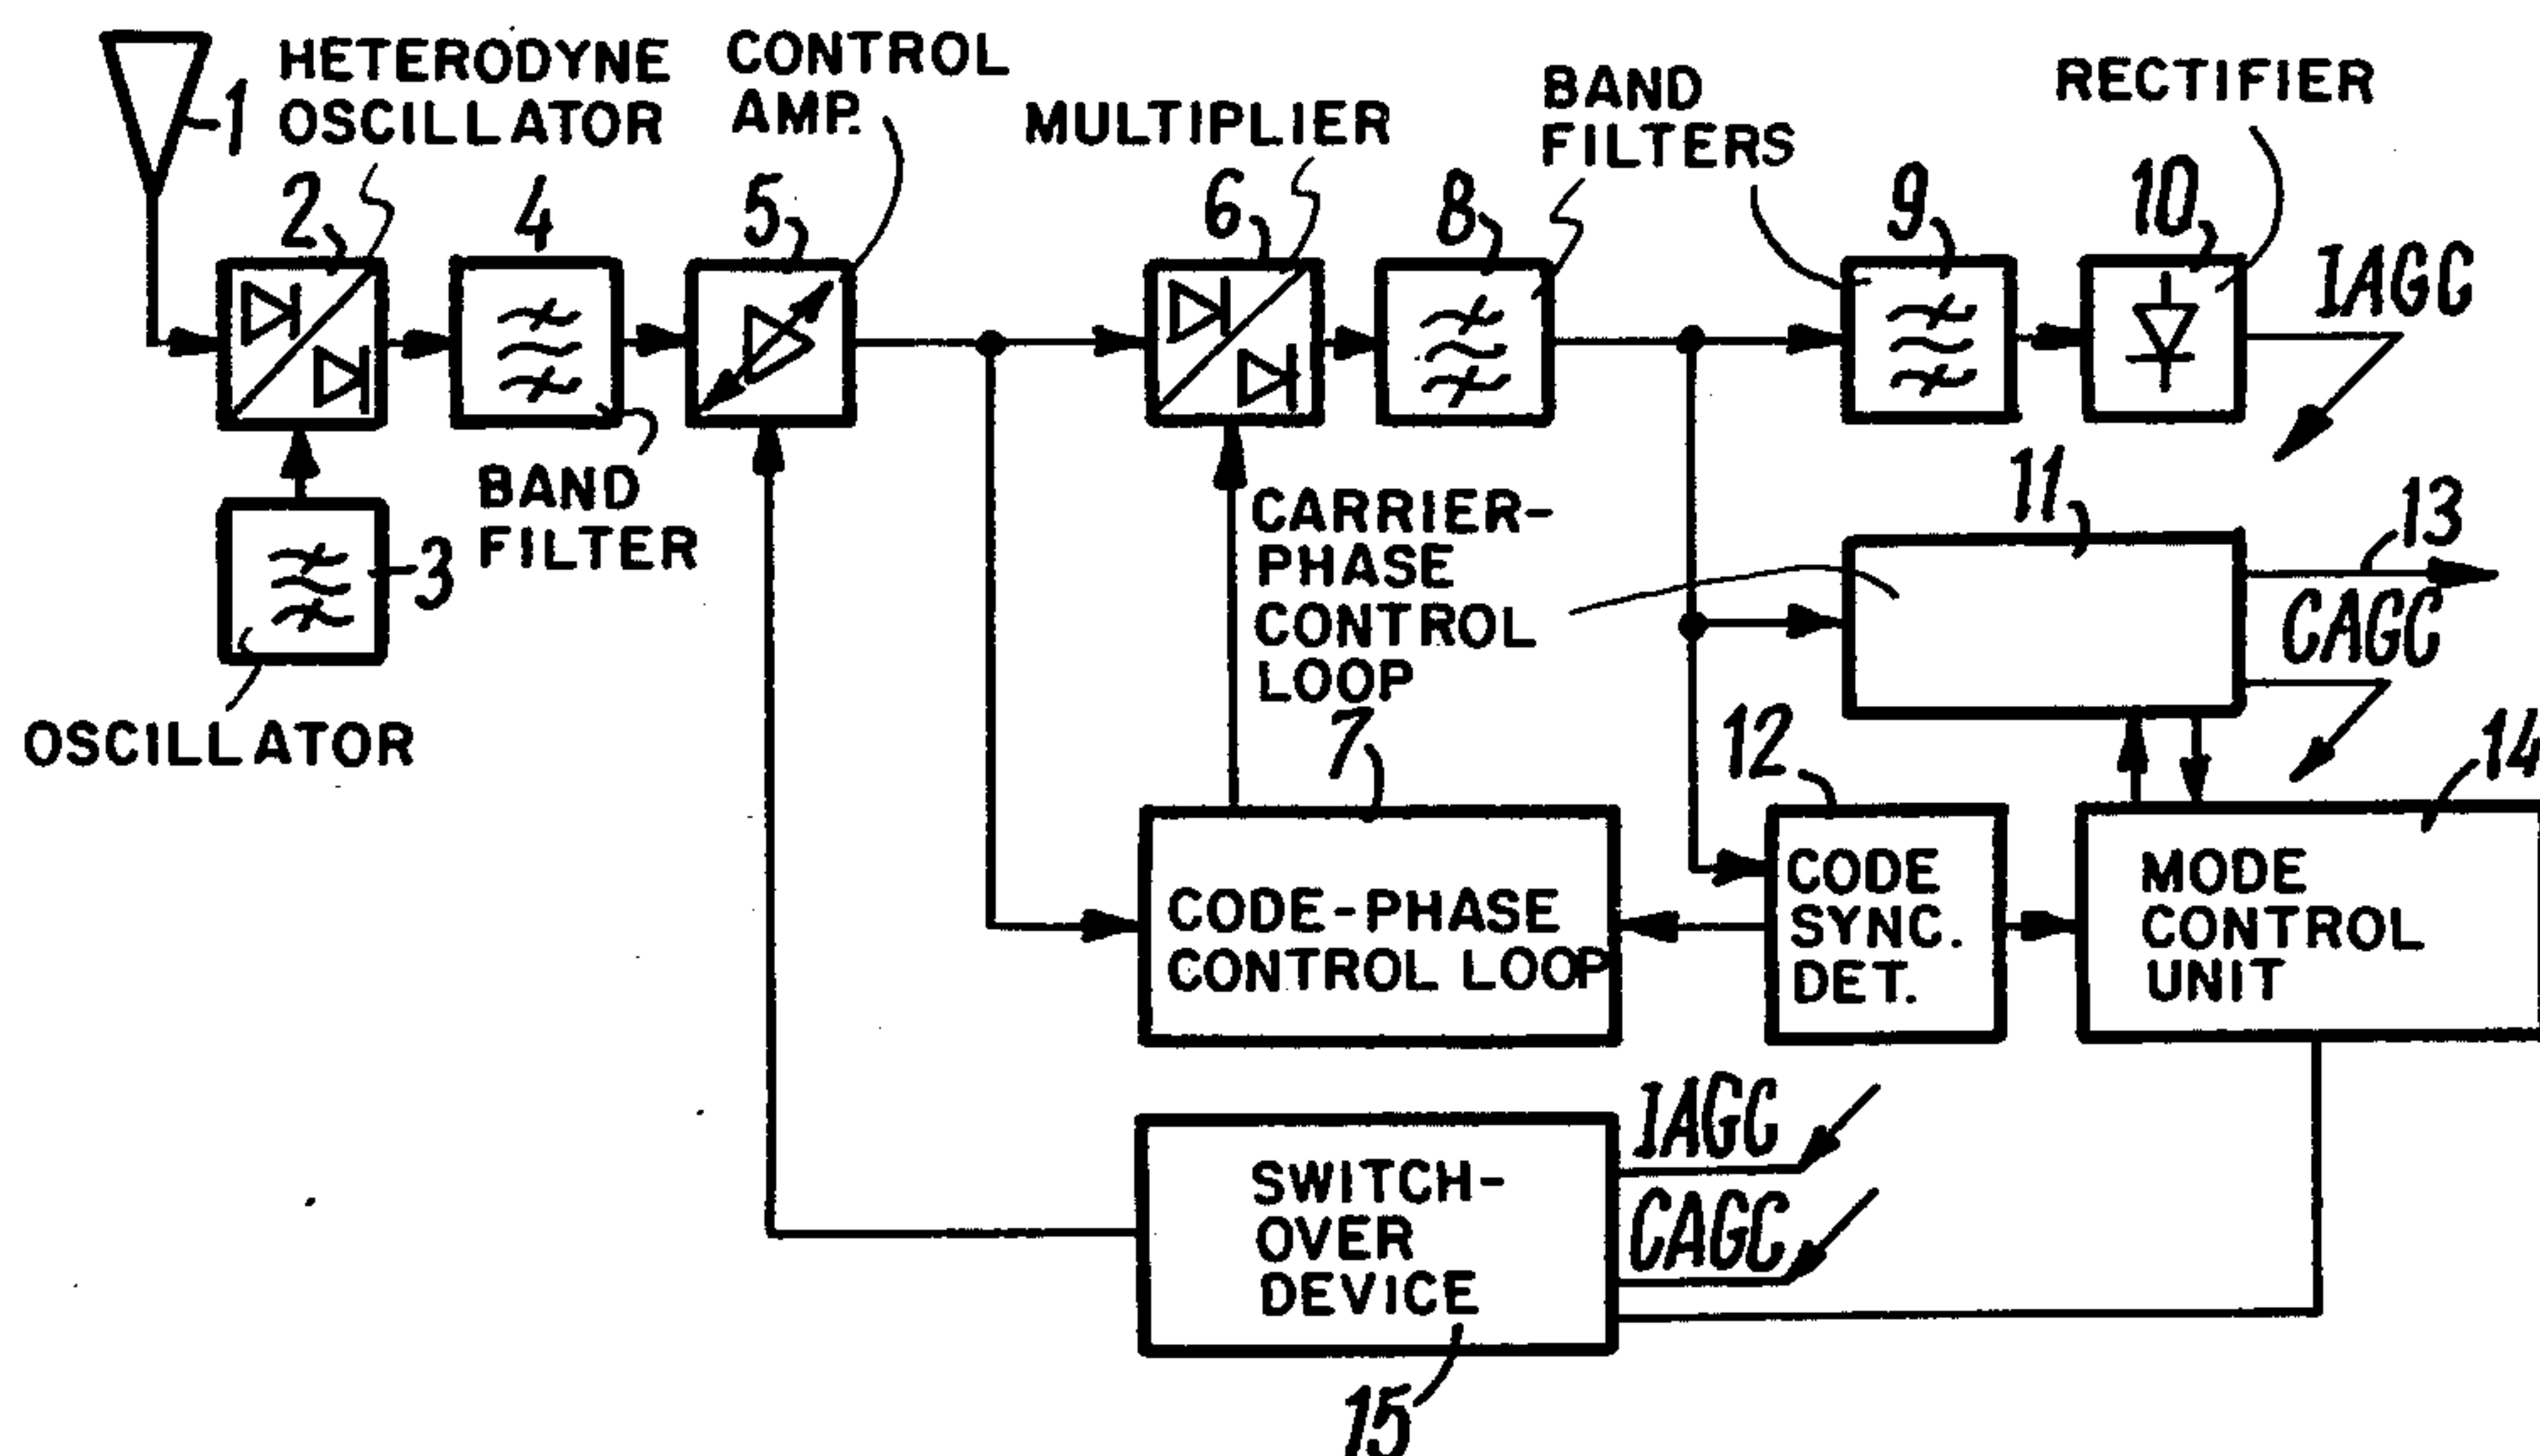 HETERODYNE
OSCILLATOR
CONTROL
AMP.
MULTIPLIER
BAND
FILTERS
RECTIFIER
1
2
4
5
6
8
9
10
IAGC
BAND
FILTER
3
OSCILLATOR
CARRIER-
PHASE
CONTROL
LOOP
11
13
CAGC
7
12
14
CODE-PHASE
CONTROL LOOP
CODE
SYNC.
DET.
MODE
CONTROL
UNIT
SWITCH-
OVER
DEVICE
IAGC
CAGC
15